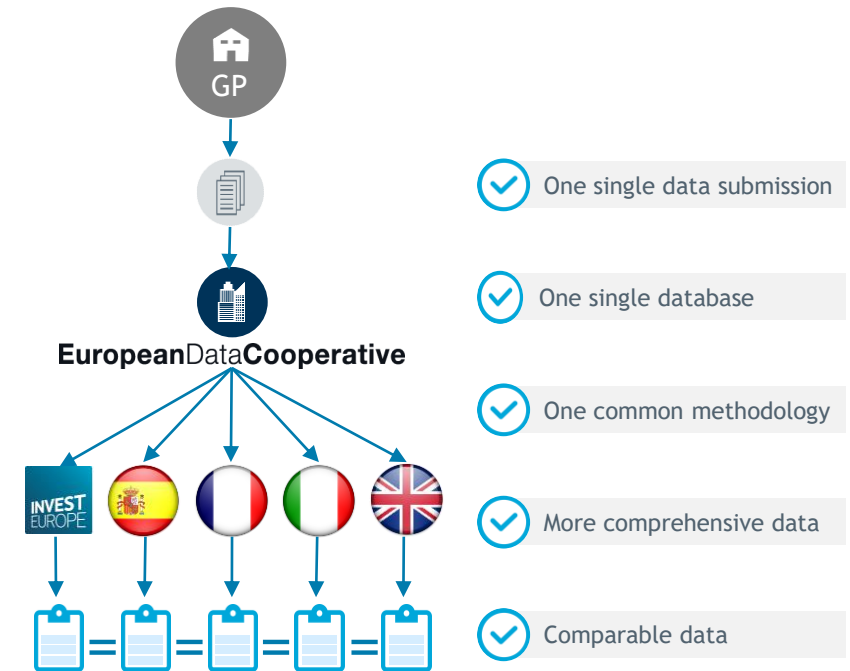 GP
One single data submission
One single database
EuropeanDataCooperative
One common methodology
INVEST
EUROPE
More comprehensive data
Comparable data